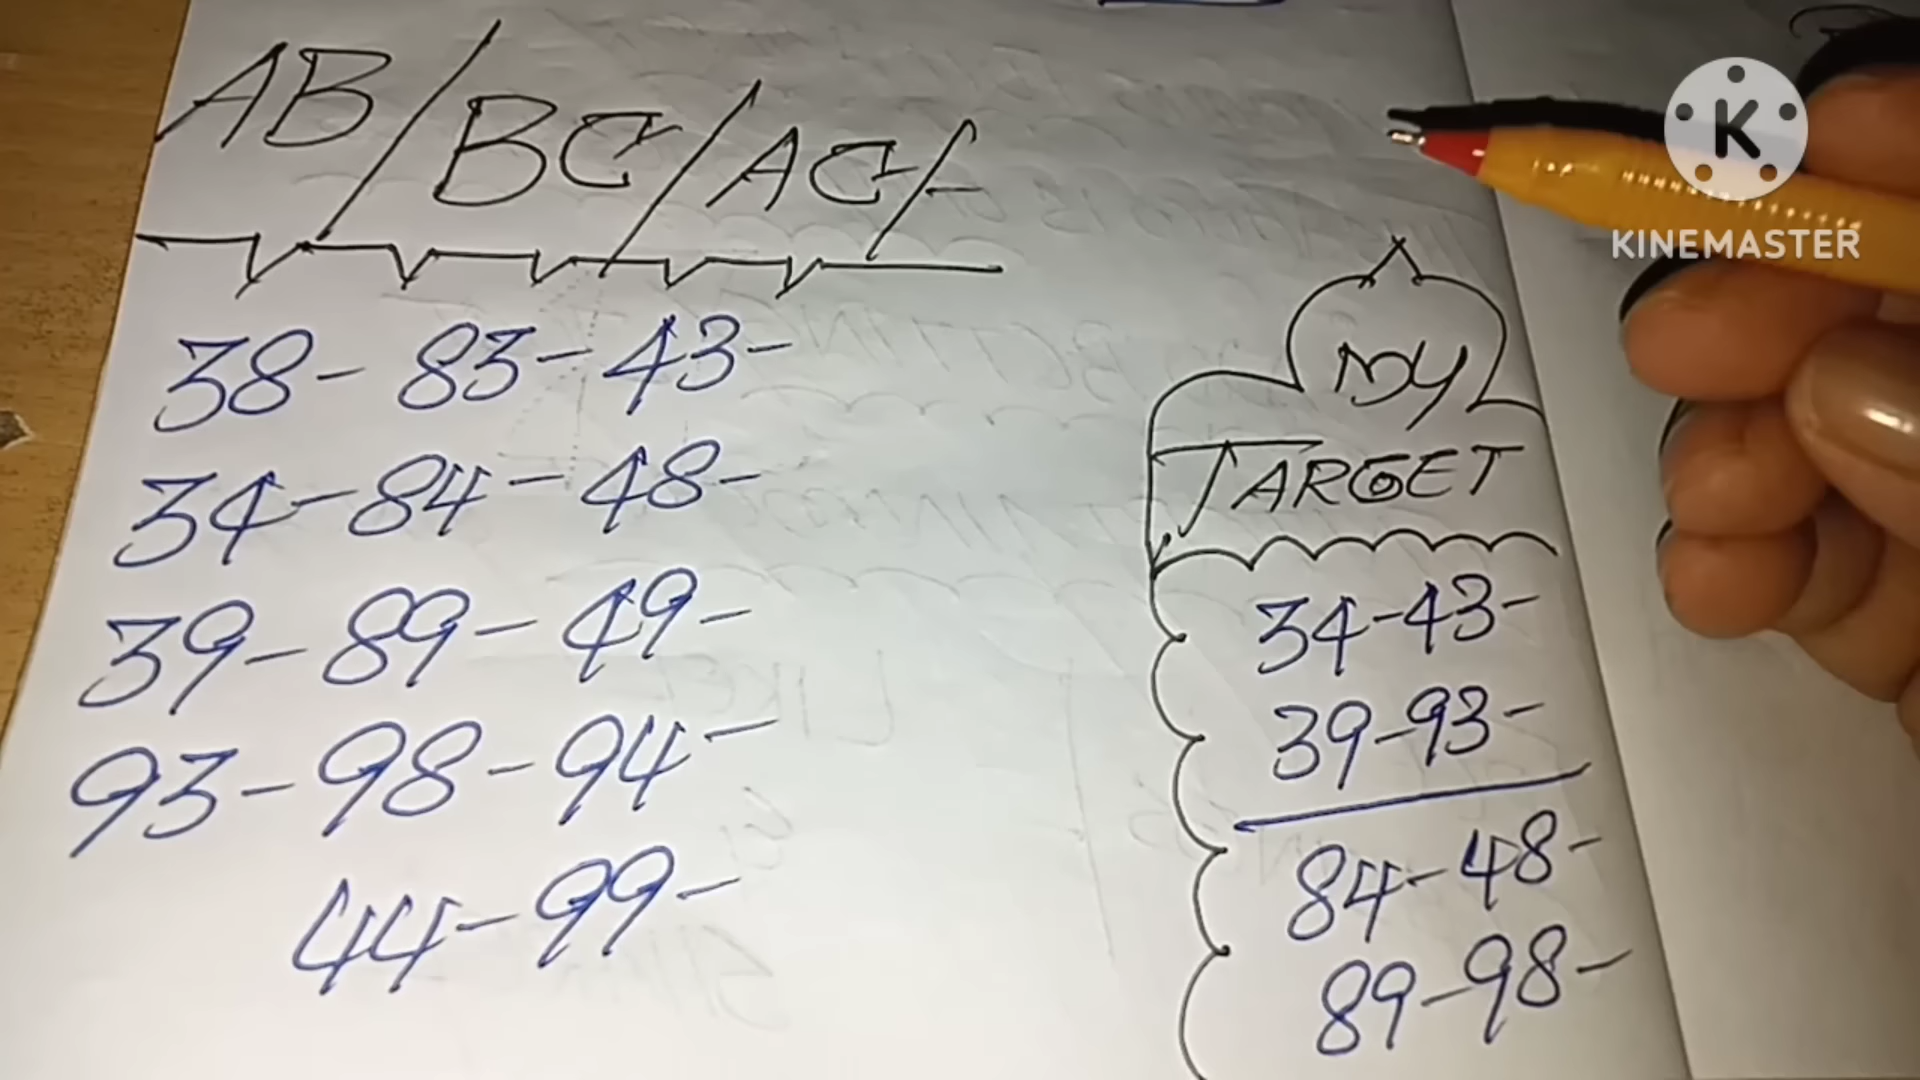 AB/BC/AC/-
38-83-43-
34-84-48-
39-89-49-
93-98-94-
44-99-
MY
TARGET
34-43-
39-93-
84-48-
89-98-
K
KINEMASTER